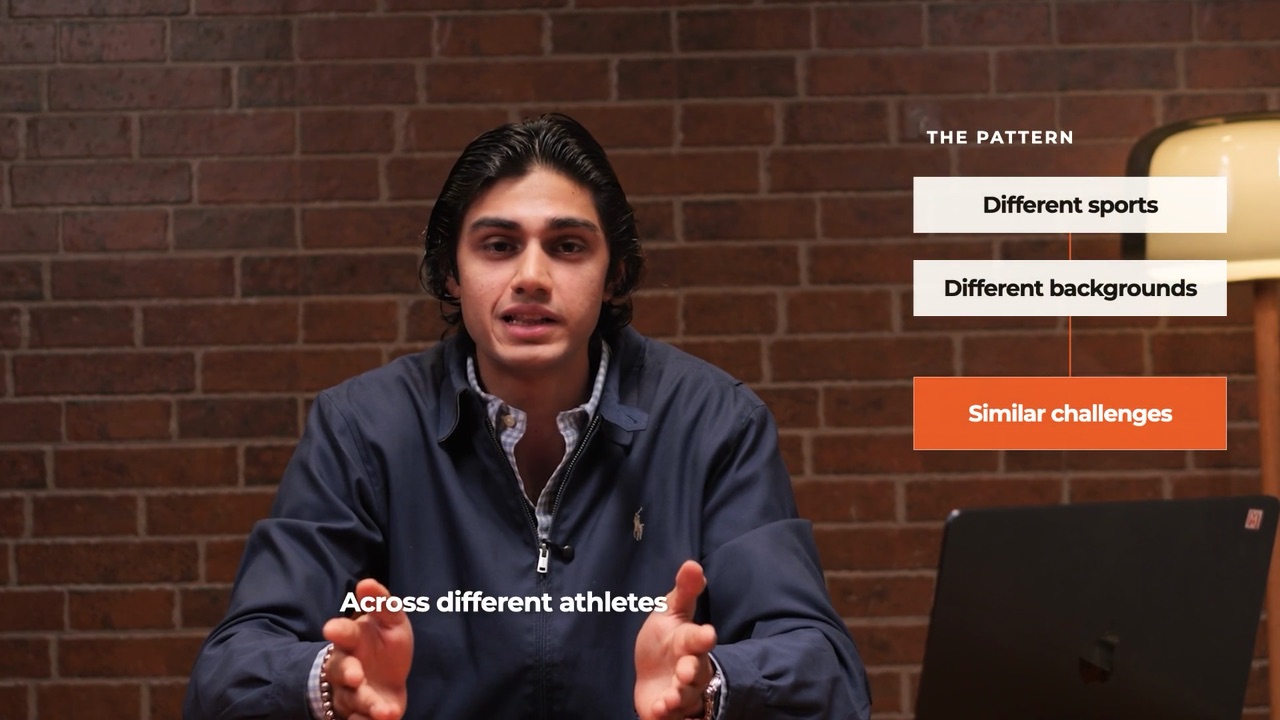 THE PATTERN
Different sports
Different backgrounds
Similar challenges
Across different athletes